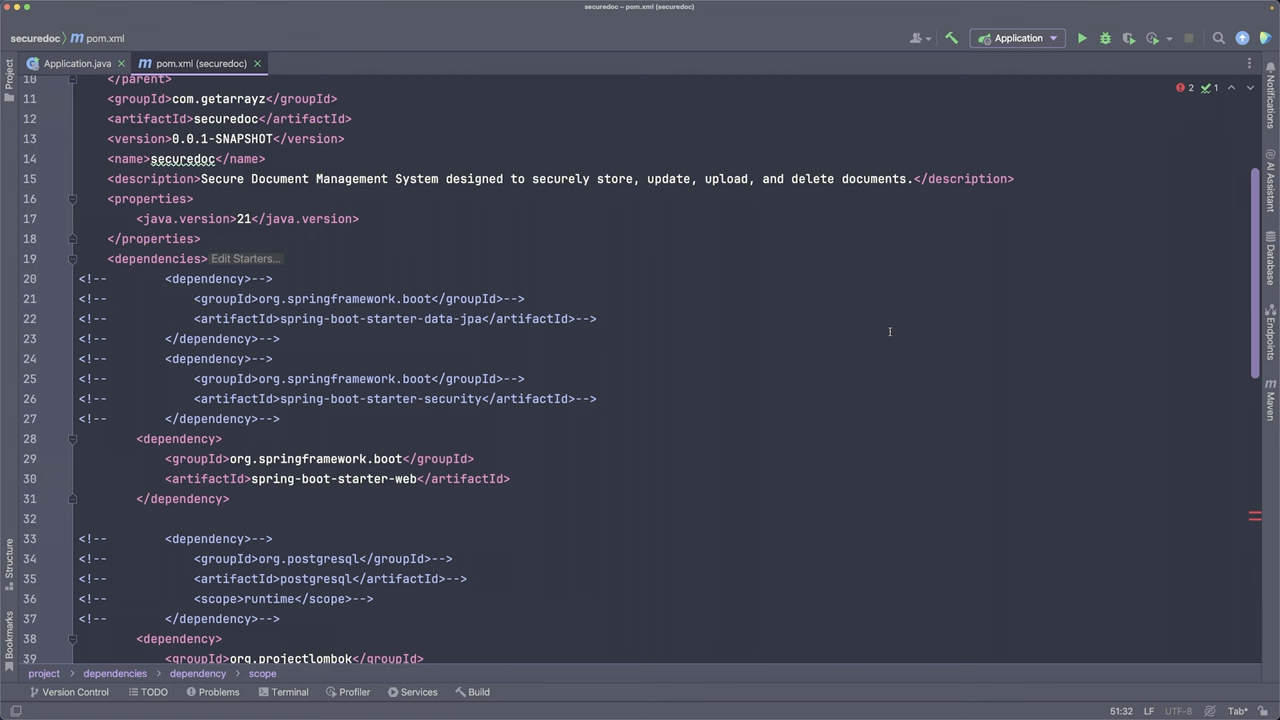 securedoc – pom.xml (securedoc)
securedoc pom.xml
Application
Application.java
pom.xml (securedoc)
Project
2 1
10 </parent>
11 <groupId>com.getarrayz</groupId>
12 <artifactId>securedoc</artifactId>
13 <version>0.0.1-SNAPSHOT</version>
14 <name>securedoc</name>
15 <description>Secure Document Management System designed to securely store, update, upload, and delete documents.</description>
16 <properties>
17 <java.version>21</java.version>
18 </properties>
19 <dependencies> Edit Starters...
20 <!-- <dependency>-->
21 <!-- <groupId>org.springframework.boot</groupId>-->
22 <!-- <artifactId>spring-boot-starter-data-jpa</artifactId>-->
23 <!-- </dependency>-->
24 <!-- <dependency>-->
25 <!-- <groupId>org.springframework.boot</groupId>-->
26 <!-- <artifactId>spring-boot-starter-security</artifactId>-->
27 <!-- </dependency>-->
28 <dependency>
29 <groupId>org.springframework.boot</groupId>
30 <artifactId>spring-boot-starter-web</artifactId>
31 </dependency>
32
33 <!-- <dependency>-->
34 <!-- <groupId>org.postgresql</groupId>-->
35 <!-- <artifactId>postgresql</artifactId>-->
36 <!-- <scope>runtime</scope>-->
37 <!-- </dependency>-->
38 <dependency>
39 <groupId>org.projectlombok</groupId>
Structure
Bookmarks
Notifications
AI Assistant
Database
Endpoints
Maven
project dependencies dependency scope
Version Control TODO Problems Terminal Profiler Services Build
51:32 LF UTF-8 Tab*